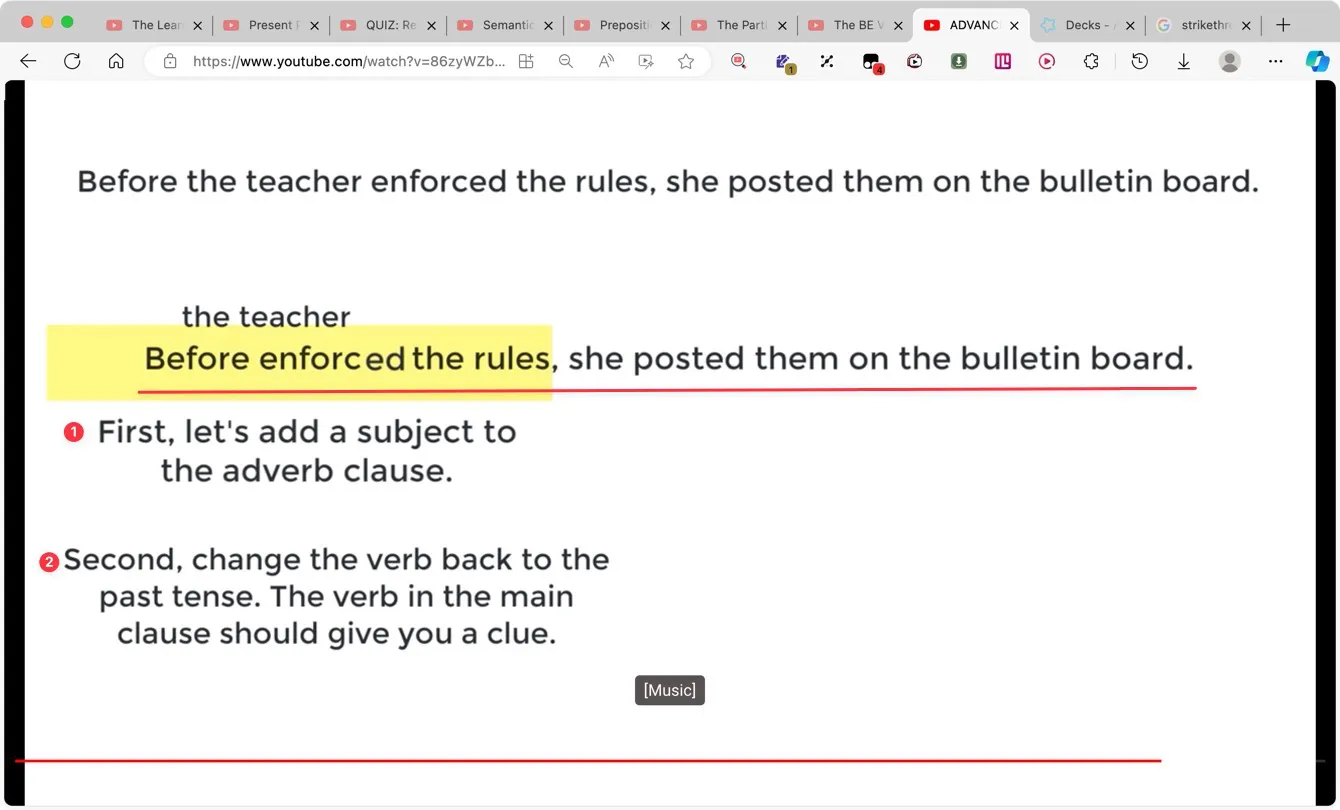 The Lear
Present
QUIZ: Re
Semantic
Preposit
The Parti
The BE V
ADVANC
Decks -
strikethr
https://www.youtube.com/watch?v=86zyWZb...
1
4
Before the teacher enforced the rules, she posted them on the bulletin board.
the teacher
Before enforced the rules, she posted them on the bulletin board.
1 First, let's add a subject to
the adverb clause.
2 Second, change the verb back to the
past tense. The verb in the main
clause should give you a clue.
[Music]